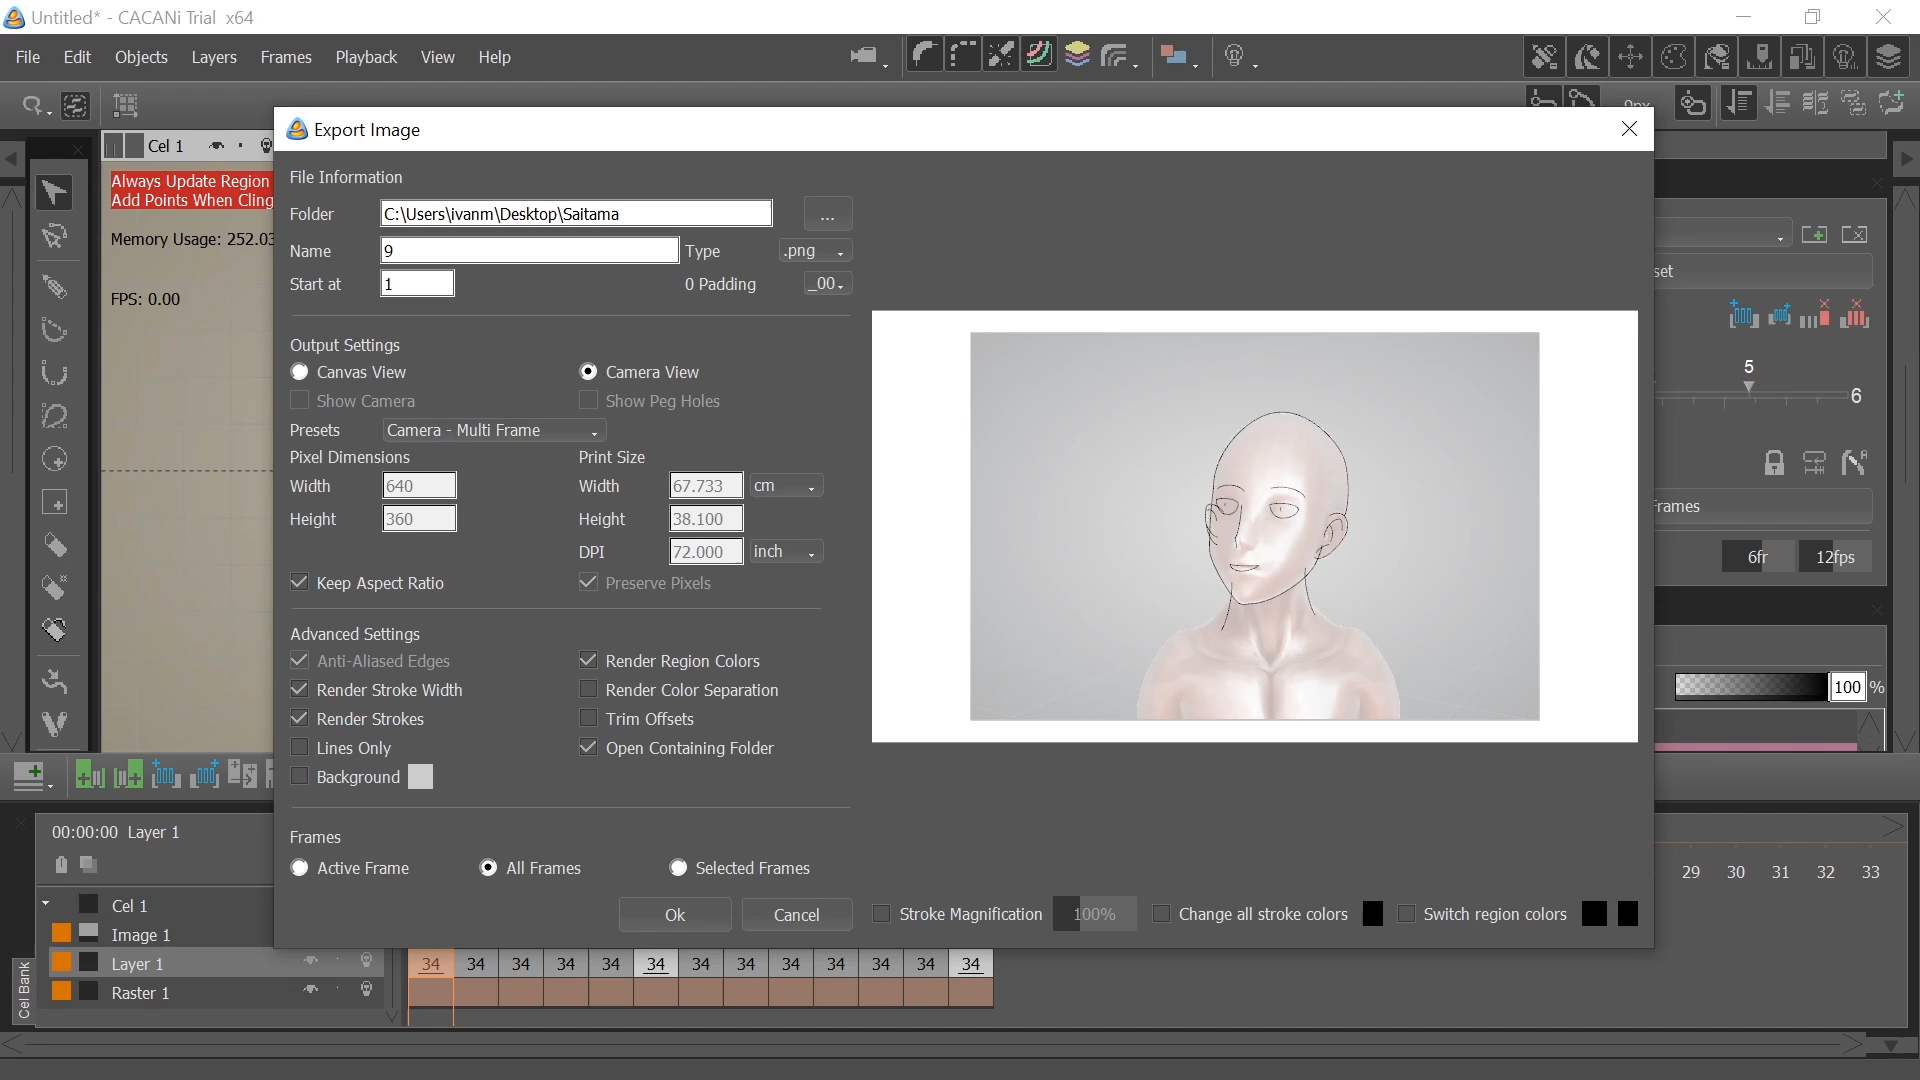 Untitled* - CACANi Trial x64
File Edit Objects Layers Frames Playback View Help
Cel 1
Always Update Region
Add Points When Cling
Memory Usage: 252.03
FPS: 0.00
Export Image
File Information
Folder C:\Users\ivanm\Desktop\Saitama ...
Name 9 Type .png
Start at 1 0 Padding _00
Output Settings
Canvas View Camera View
Show Camera Show Peg Holes
Presets Camera - Multi Frame
Pixel Dimensions Print Size
Width 640 Width 67.733 cm
Height 360 Height 38.100
DPI 72.000 inch
Keep Aspect Ratio Preserve Pixels
Advanced Settings
Anti-Aliased Edges Render Region Colors
Render Stroke Width Render Color Separation
Render Strokes Trim Offsets
Lines Only Open Containing Folder
Background
Frames
Active Frame All Frames Selected Frames
Ok Cancel Stroke Magnification 100% Change all stroke colors Switch region colors
set
5
6
Frames
6fr 12fps
100 %
00:00:00 Layer 1
29 30 31 32 33
Cel 1
Image 1
Layer 1 34 34 34 34 34 34 34 34 34 34 34 34 34
Raster 1
Cel Bank